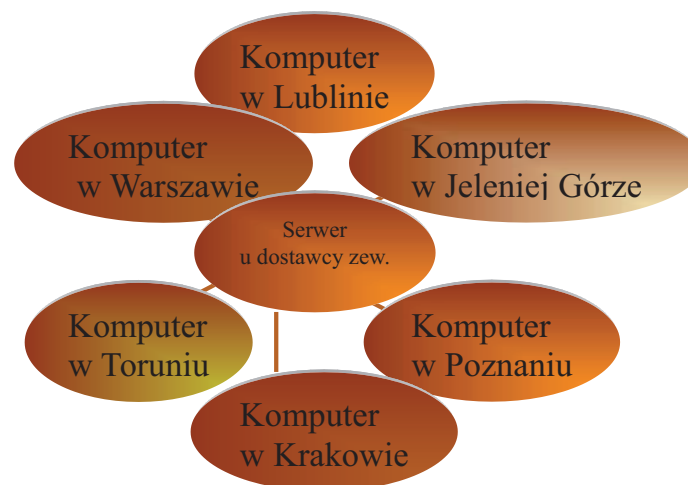 Komputer
w Lublinie
Komputer
w Warszawie
Komputer
w Jeleniej Górze
Serwer
u dostawcy zew.
Komputer
w Toruniu
Komputer
w Poznaniu
Komputer
w Krakowie